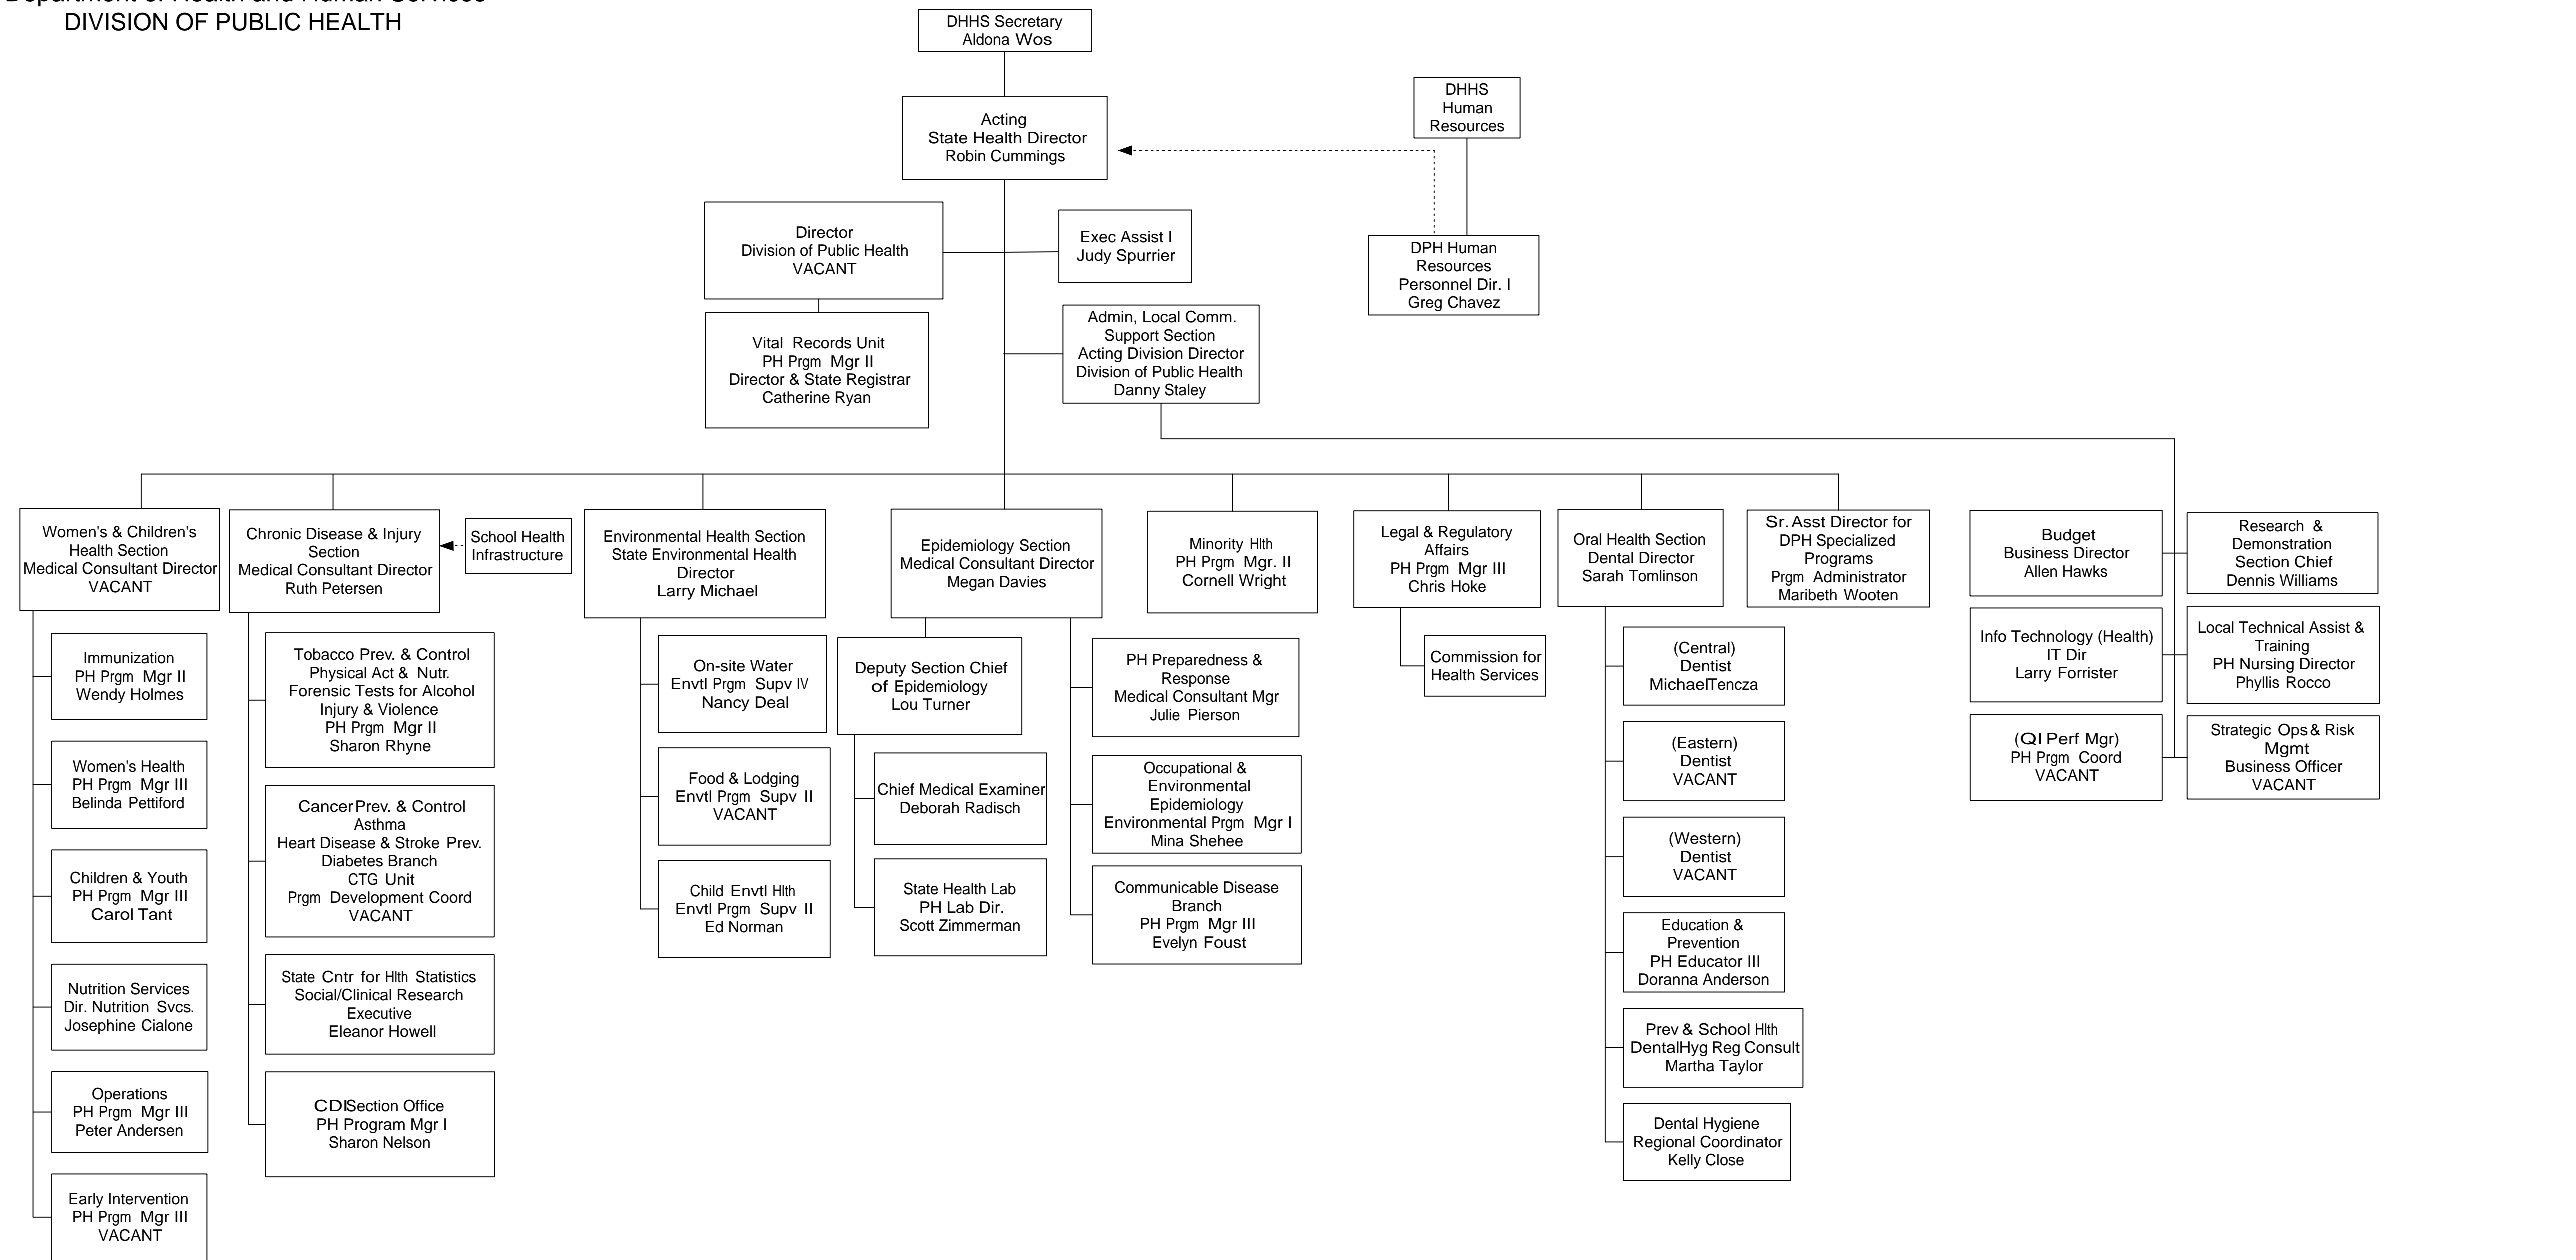 Department of Health and Human Services
DIVISION OF PUBLIC HEALTH
DHHS Secretary
Aldona Wos
Acting
State Health Director
Robin Cummings
DHHS
Human
Resources
Director
Division of Public Health
VACANT
Exec Assist I
Judy Spurrier
DPH Human
Resources
Personnel Dir. I
Greg Chavez
Vital Records Unit
PH Prgm Mgr II
Director & State Registrar
Catherine Ryan
Admin, Local Comm.
Support Section
Acting Division Director
Division of Public Health
Danny Staley
Women's & Children's
Health Section
Medical Consultant Director
VACANT
Chronic Disease & Injury
Section
Medical Consultant Director
Ruth Petersen
School Health
Infrastructure
Environmental Health Section
State Environmental Health
Director
Larry Michael
Epidemiology Section
Medical Consultant Director
Megan Davies
Minority Hlth
PH Prgm Mgr. II
Cornell Wright
Legal & Regulatory
Affairs
PH Prgm Mgr III
Chris Hoke
Oral Health Section
Dental Director
Sarah Tomlinson
Sr. Asst Director for
DPH Specialized
Programs
Prgm Administrator
Maribeth Wooten
Budget
Business Director
Allen Hawks
Research &
Demonstration
Section Chief
Dennis Williams
Immunization
PH Prgm Mgr II
Wendy Holmes
Women's Health
PH Prgm Mgr III
Belinda Pettiford
Children & Youth
PH Prgm Mgr III
Carol Tant
Nutrition Services
Dir. Nutrition Svcs.
Josephine Cialone
Operations
PH Prgm Mgr III
Peter Andersen
Early Intervention
PH Prgm Mgr III
VACANT
Tobacco Prev. & Control
Physical Act & Nutr.
Forensic Tests for Alcohol
Injury & Violence
PH Prgm Mgr II
Sharon Rhyne
Cancer Prev. & Control
Asthma
Heart Disease & Stroke Prev.
Diabetes Branch
CTG Unit
Prgm Development Coord
VACANT
State Cntr for Hlth Statistics
Social/Clinical Research
Executive
Eleanor Howell
CDI Section Office
PH Program Mgr I
Sharon Nelson
On-site Water
Envtl Prgm Supv IV
Nancy Deal
Food & Lodging
Envtl Prgm Supv II
VACANT
Child Envtl Hlth
Envtl Prgm Supv II
Ed Norman
Deputy Section Chief
of Epidemiology
Lou Turner
Chief Medical Examiner
Deborah Radisch
State Health Lab
PH Lab Dir.
Scott Zimmerman
PH Preparedness &
Response
Medical Consultant Mgr
Julie Pierson
Occupational &
Environmental
Epidemiology
Environmental Prgm Mgr I
Mina Shehee
Communicable Disease
Branch
PH Prgm Mgr III
Evelyn Foust
Commission for
Health Services
(Central)
Dentist
MichaelTencza
(Eastern)
Dentist
VACANT
(Western)
Dentist
VACANT
Education &
Prevention
PH Educator III
Doranna Anderson
Prev & School Hlth
DentalHyg Reg Consult
Martha Taylor
Dental Hygiene
Regional Coordinator
Kelly Close
Info Technology (Health)
IT Dir
Larry Forrister
Local Technical Assist &
Training
PH Nursing Director
Phyllis Rocco
(QI Perf Mgr)
PH Prgm Coord
VACANT
Strategic Ops & Risk
Mgmt
Business Officer
VACANT